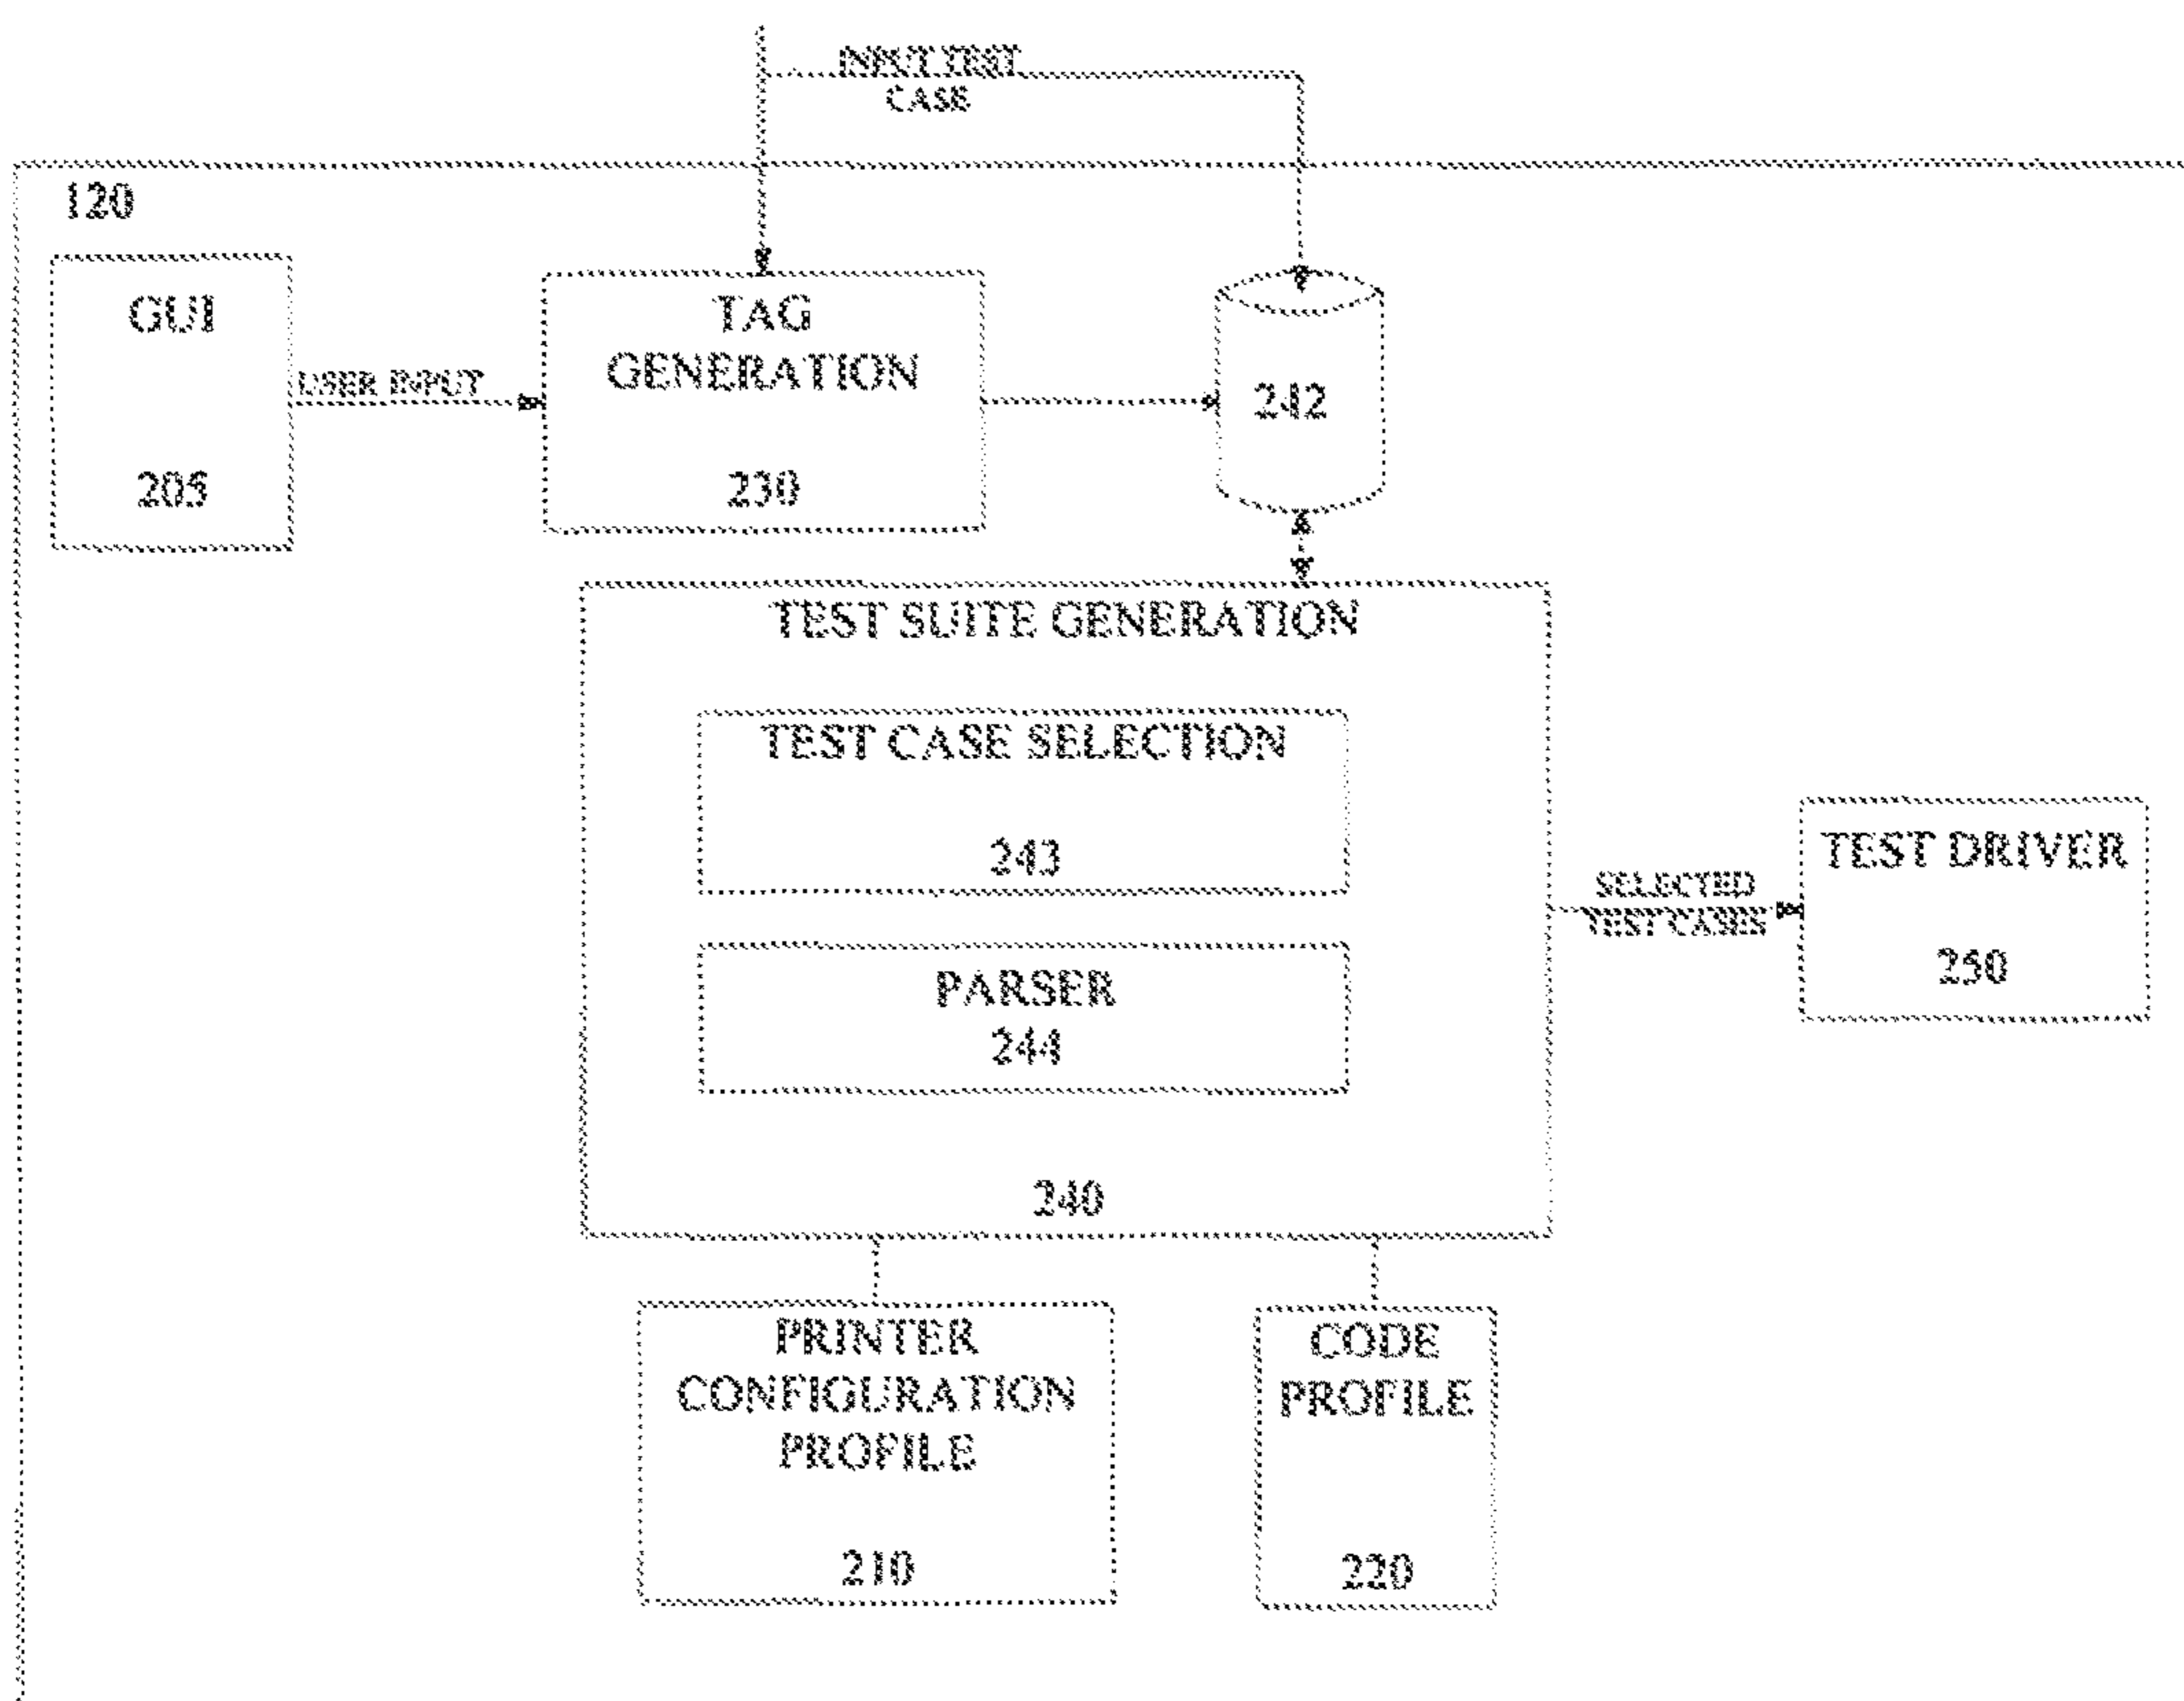 INPUT TEST
CASE
120
GUI
205
USER INPUT
TAG
GENERATION
230
242
TEST SUITE GENERATION
TEST CASE SELECTION
243
PARSER
244
240
SELECTED
TEST CASES
TEST DRIVER
250
PRINTER
CONFIGURATION
PROFILE
210
CODE
PROFILE
220